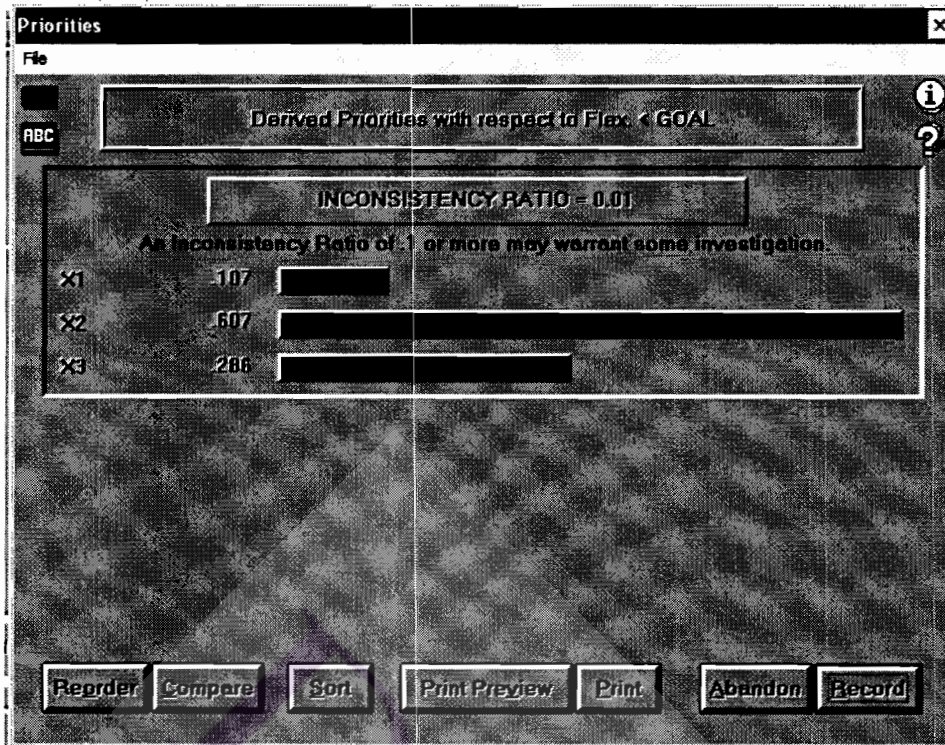 Priorities
File
ABC
Derived Priorities with respect to Flex. < GOAL
INCONSISTENCY RATIO = 0.01
An Inconsistency Ratio of .1 or more may warrant some investigation.
X1 .107
X2 .607
X3 .286
Reorder Compare Sort Print Preview Print Abandon Record